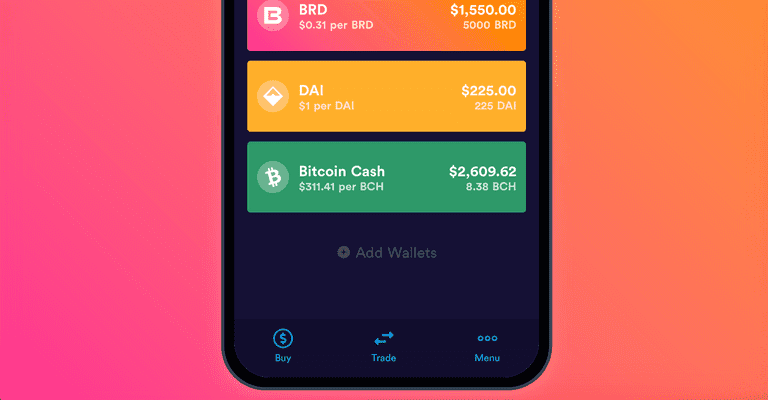 BRD $1,550.00
$0.31 per BRD 5000 BRD
DAI $225.00
$1 per DAI 225 DAI
Bitcoin Cash $2,609.62
$311.41 per BCH 8.38 BCH
Add Wallets
Buy Trade Menu